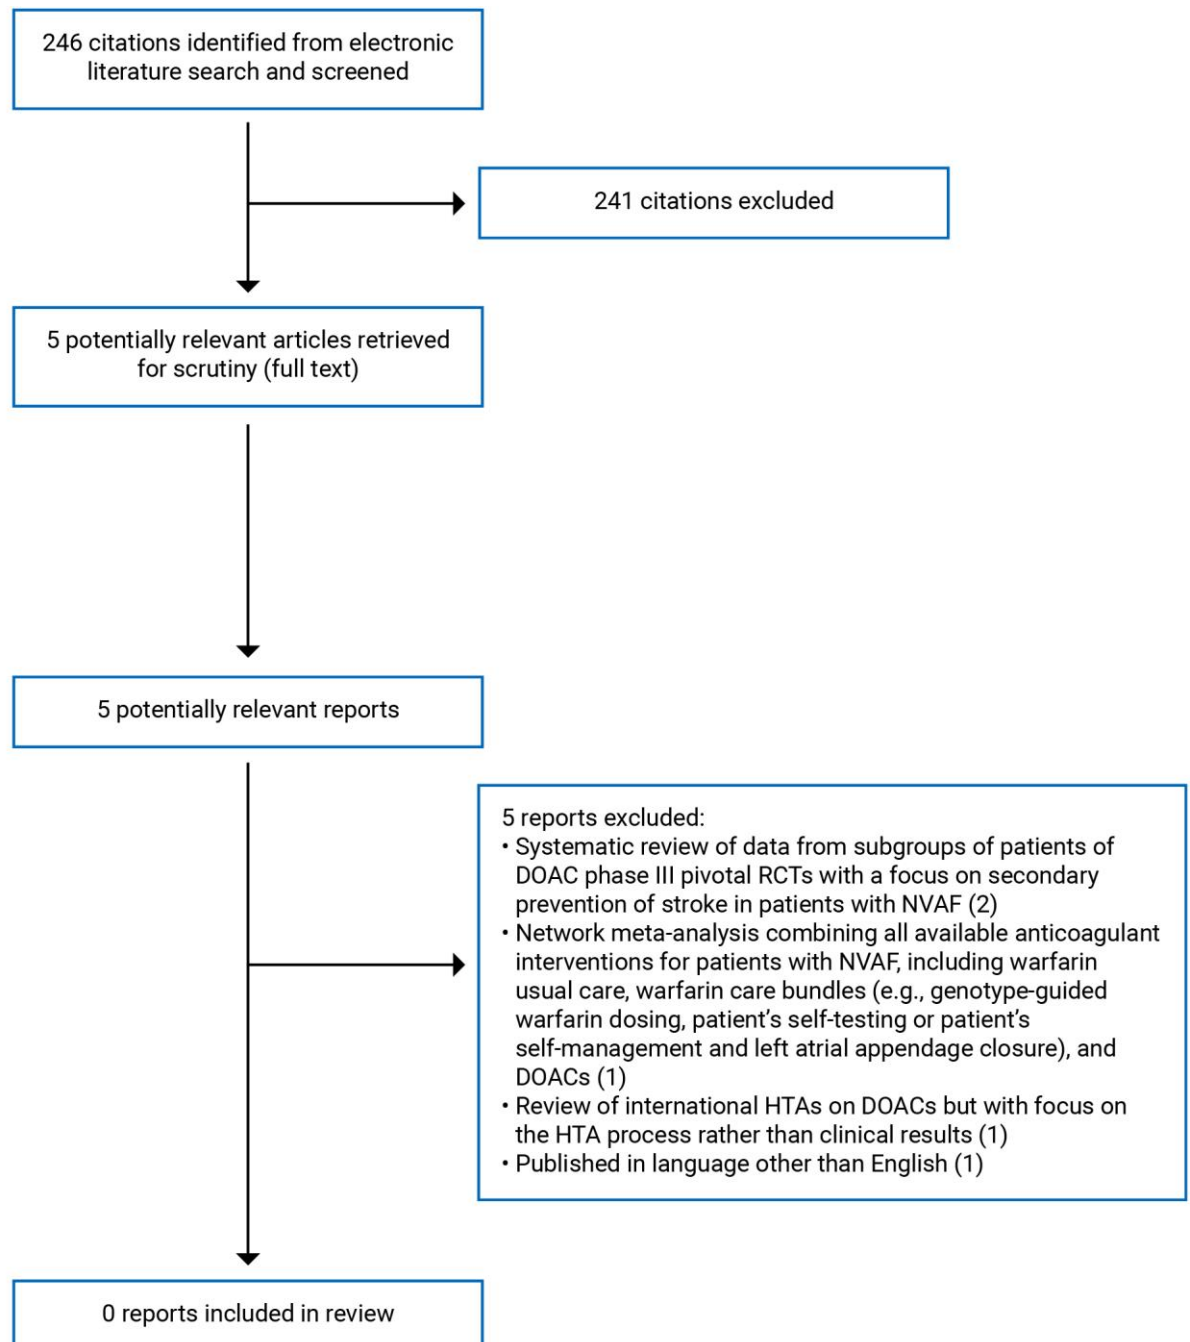 246 citations identified from electronic
literature search and screened
241 citations excluded
5 potentially relevant articles retrieved
for scrutiny (full text)
5 potentially relevant reports
5 reports excluded:
• Systematic review of data from subgroups of patients of
DOAC phase III pivotal RCTs with a focus on secondary
prevention of stroke in patients with NVAF (2)
• Network meta-analysis combining all available anticoagulant
interventions for patients with NVAF, including warfarin
usual care, warfarin care bundles (e.g., genotype-guided
warfarin dosing, patient’s self-testing or patient’s
self-management and left atrial appendage closure), and
DOACs (1)
• Review of international HTAs on DOACs but with focus on
the HTA process rather than clinical results (1)
• Published in language other than English (1)
0 reports included in review